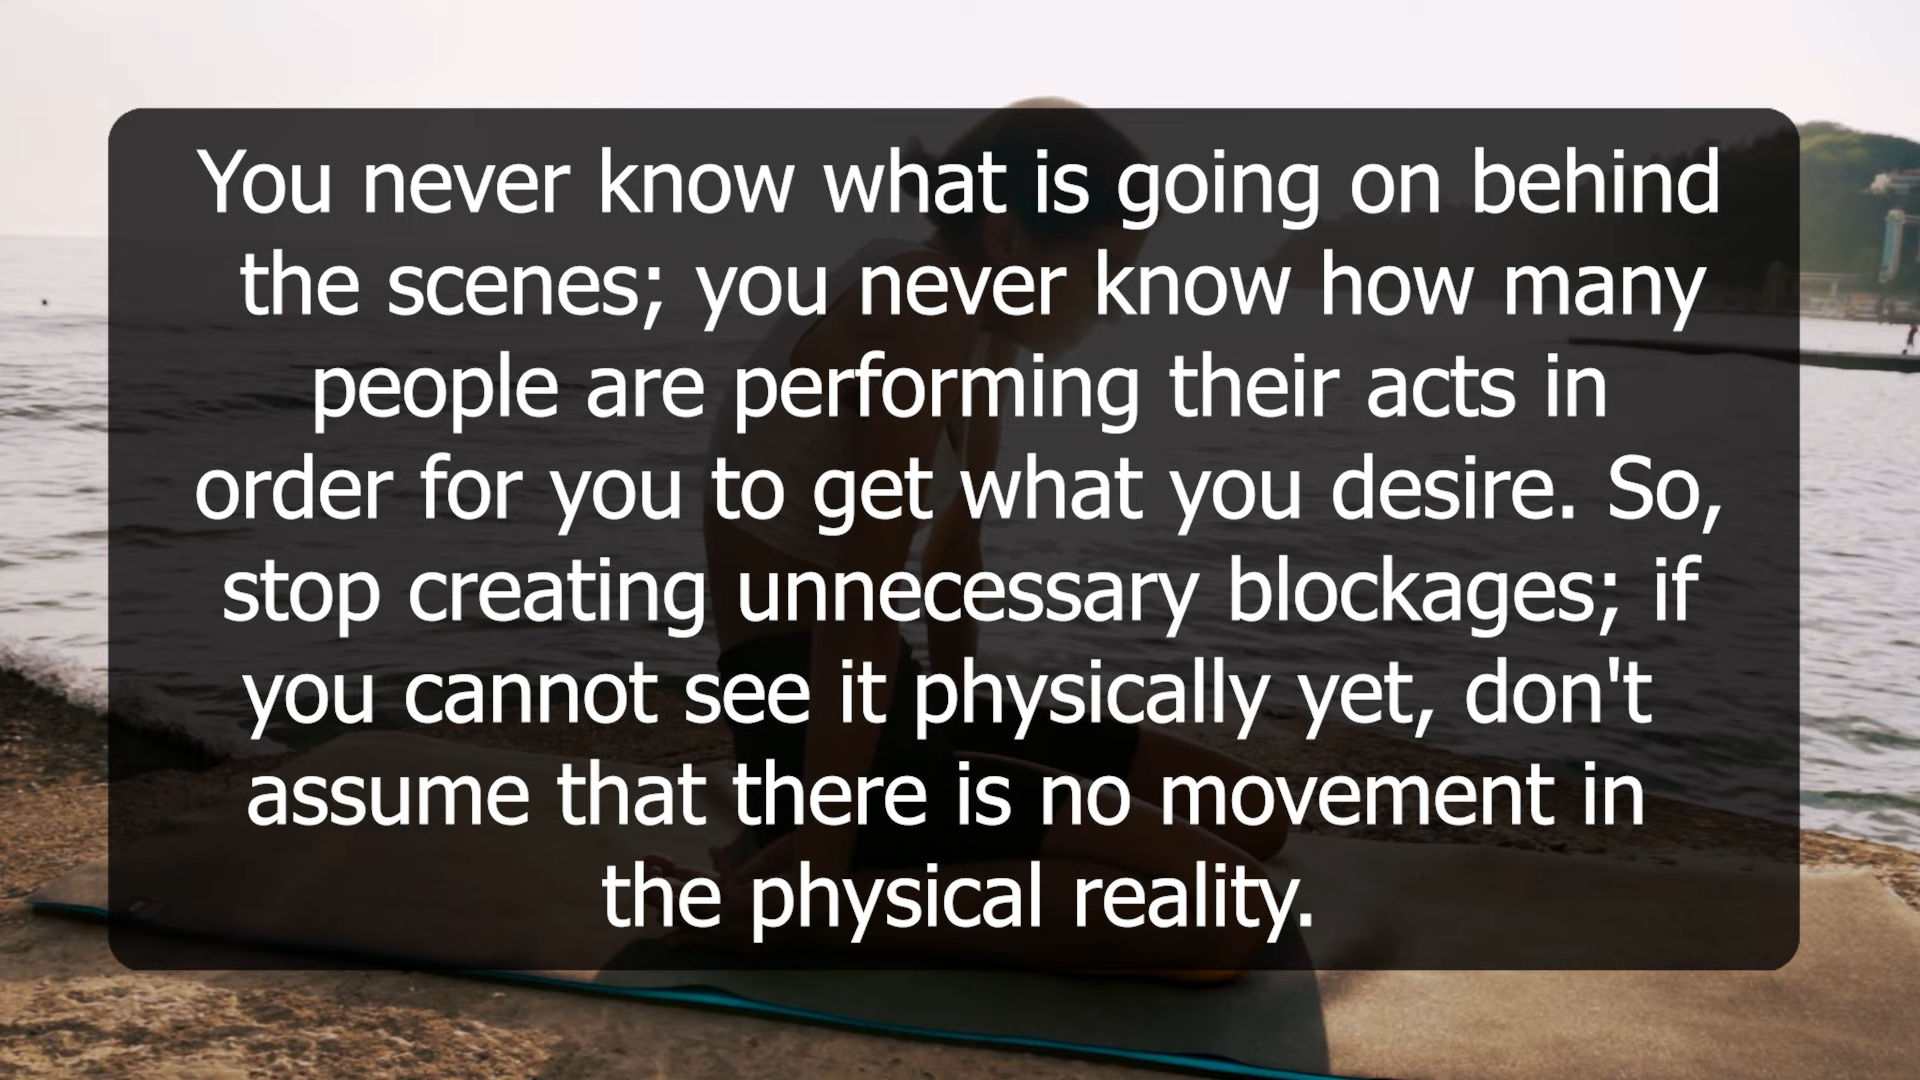 You never know what is going on behind
the scenes; you never know how many
people are performing their acts in
order for you to get what you desire. So,
stop creating unnecessary blockages; if
you cannot see it physically yet, don't
assume that there is no movement in
the physical reality.